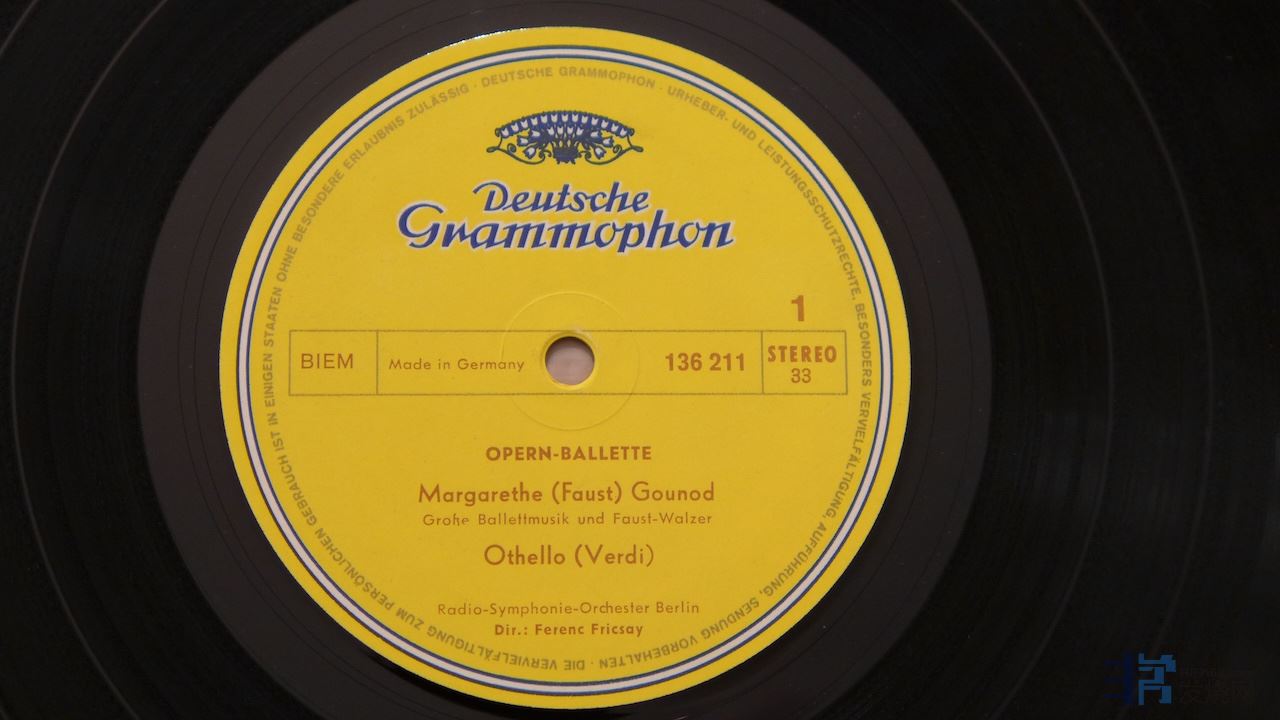 DEUTSCHE GRAMMOPHON · URHEBER- UND LEISTUNGSSCHUTZRECHTE, BESONDERS VERVIELFÄLTIGUNG, AUFFÜHRUNG, SENDUNG VORBEHALTEN · DIE VERVIELFÄLTIGUNG ZUM PERSÖNLICHEN GEBRAUCH IST IN EINIGEN STAATEN OHNE BESONDERE ERLAUBNIS ZULÄSSIG ·
Deutsche
Grammophon
1
BIEM Made in Germany 136 211 STEREO
33
OPERN-BALLETTE
Margarethe (Faust) Gounod
Große Ballettmusik und Faust-Walzer
Othello (Verdi)
Radio-Symphonie-Orchester Berlin
Dir.: Ferenc Fricsay